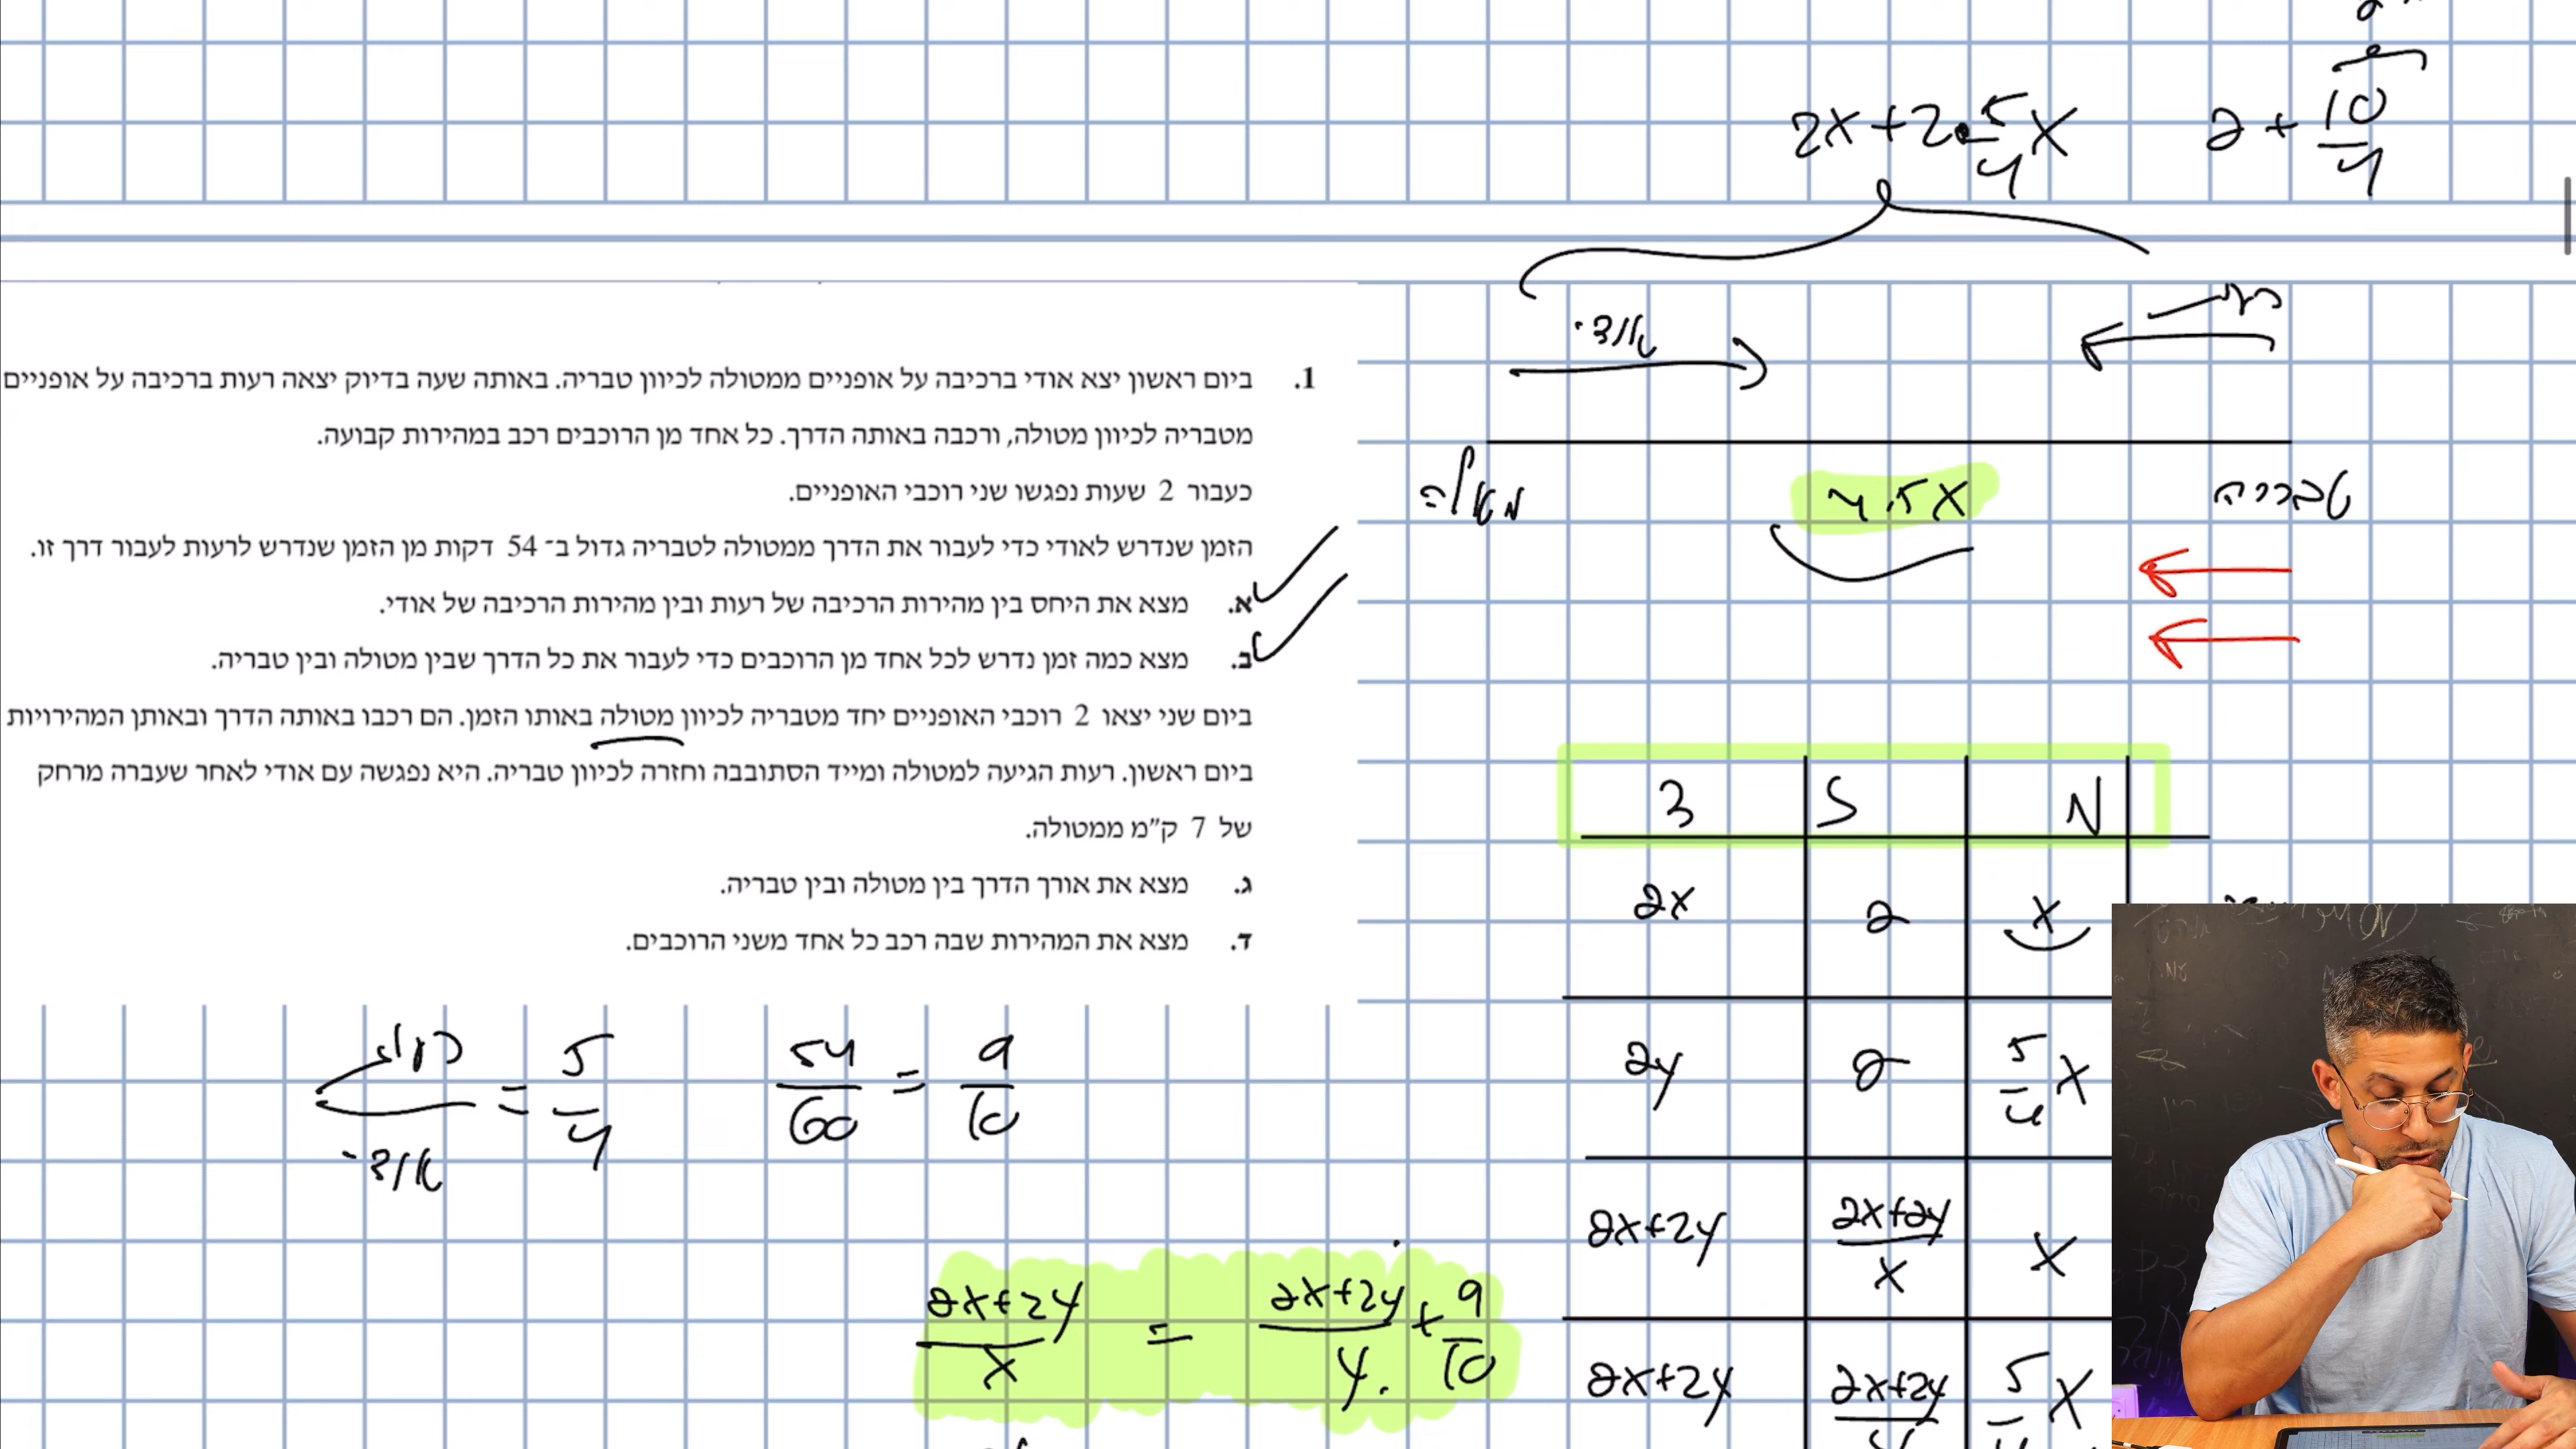 2x+2·5/4x
2+10/4
אודי
רעות
מטולה
4.5x
טבריה
1. ביום ראשון יצא אודי ברכיבה על אופניים ממטולה לכיוון טבריה. באותה שעה בדיוק יצאה רעות ברכיבה על אופניים
מטבריה לכיוון מטולה, ורכבה באותה הדרך. כל אחד מן הרוכבים רכב במהירות קבועה.
כעבור 2 שעות נפגשו שני רוכבי האופניים.
הזמן שנדרש לאודי כדי לעבור את הדרך ממטולה לטבריה גדול ב־ 54 דקות מן הזמן שנדרש לרעות לעבור דרך זו.
א. מצא את היחס בין מהירות הרכיבה של רעות ובין מהירות הרכיבה של אודי.
ב. מצא כמה זמן נדרש לכל אחד מן הרוכבים כדי לעבור את כל הדרך שבין מטולה ובין טבריה.
ביום שני יצאו 2 רוכבי האופניים יחד מטבריה לכיוון מטולה באותו הזמן. הם רכבו באותה הדרך ובאותן המהירויות
ביום ראשון. רעות הגיעה למטולה ומייד הסתובבה וחזרה לכיוון טבריה. היא נפגשה עם אודי לאחר שעברה מרחק
של 7 ק״מ ממטולה.
ג. מצא את אורך הדרך בין מטולה ובין טבריה.
ד. מצא את המהירות שבה רכב כל אחד משני הרוכבים.
רעות/אודי = 5/4
54/60 = 9/10
(2x+2y)/x = (2x+2y)/y + 9/10
2x 2 x
2y 2 5/4x
2x+2y (2x+2y)/x x
2x+2y 2x+2y 5/4x